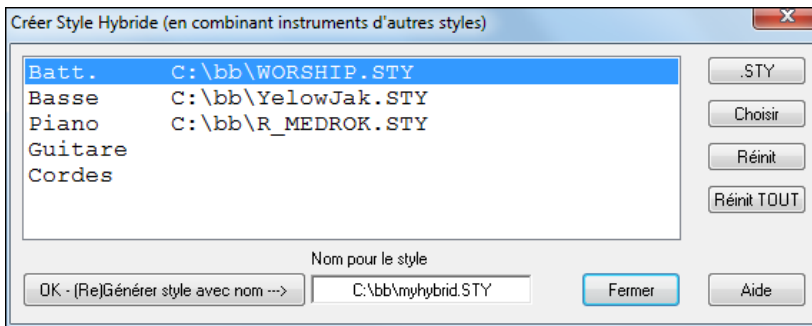 Créer Style Hybride (en combinant instruments d'autres styles)
Batt. C:\bb\WORSHIP.STY
.STY
Basse C:\bb\YelowJak.STY
Piano C:\bb\R_MEDROK.STY
Choisir
Guitare
Réinit
Cordes
Réinit TOUT
Nom pour le style
OK - (Re)Générer style avec nom --->
C:\bb\myhybrid.STY
Fermer
Aide